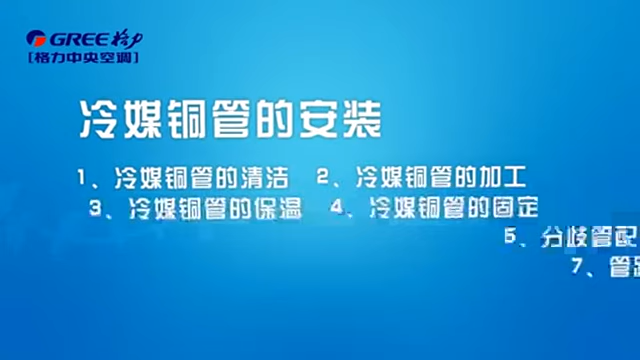 GREE格力
[格力中央空调]
冷媒铜管的安装
1、冷媒铜管的清洁 2、冷媒铜管的加工
3、冷媒铜管的保温 4、冷媒铜管的固定
5、分歧管配
7、管